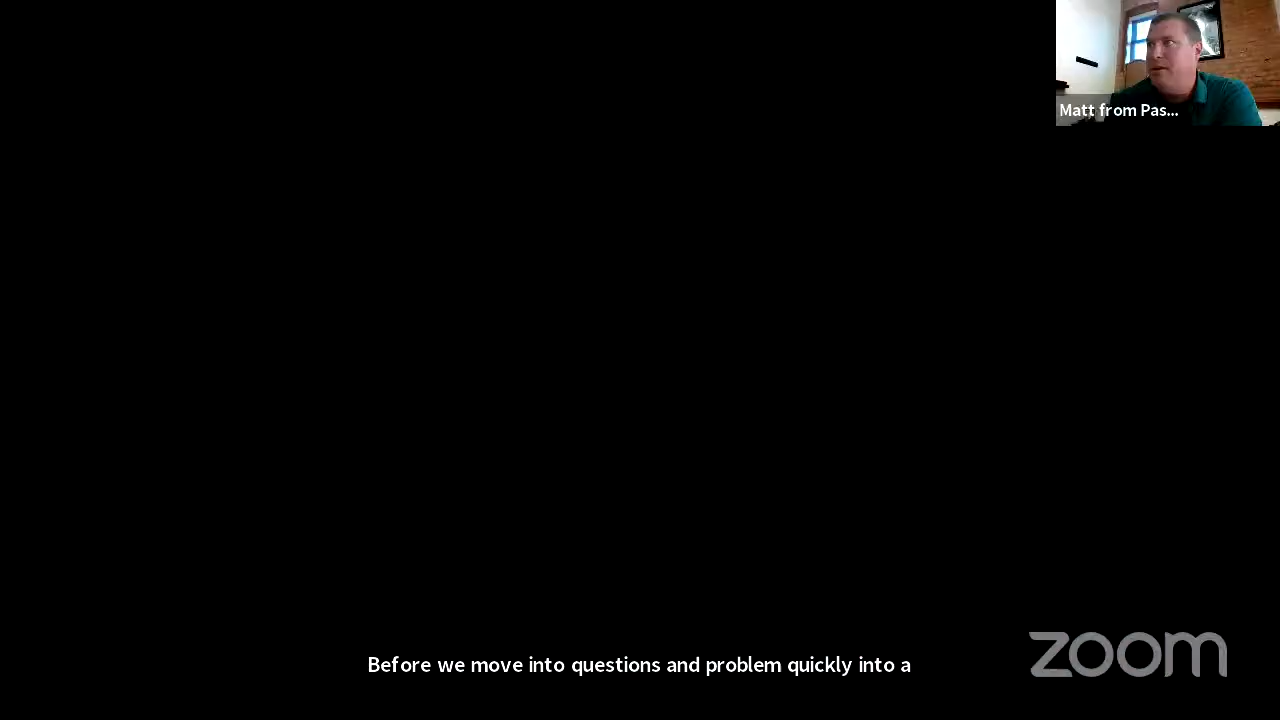 Matt from Pas...
Before we move into questions and problem quickly into a
zoom